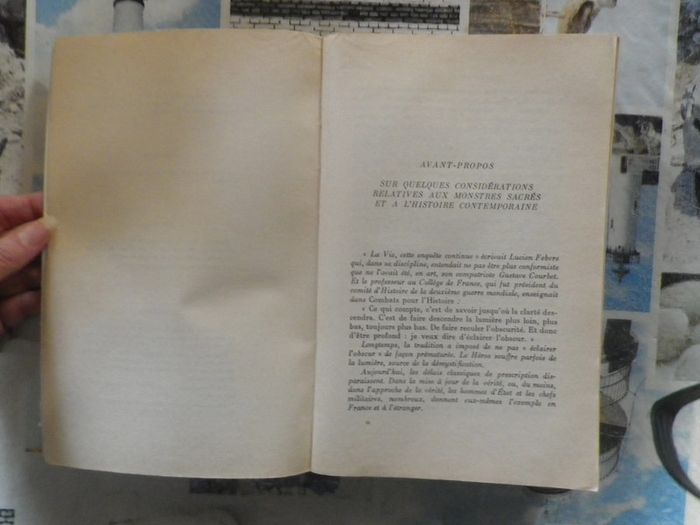 AVANT-PROPOS
SUR QUELQUES CONSIDÉRATIONS
RELATIVES AUX MONSTRES SACRÉS
ET A L'HISTOIRE CONTEMPORAINE
« La Vie, cette enquête continue » écrivait Lucien Febvre
qui, dans sa discipline, entendait ne pas être plus conformiste
que ne l'avait été, en art, son compatriote Gustave Courbet.
Et le professeur au Collège de France, qui fut président du
comité d'Histoire de la deuxième guerre mondiale, enseignait
dans Combats pour l'Histoire :
« Ce qui compte, c'est de savoir jusqu'où la clarté des-
cendra. C'est de faire descendre la lumière plus loin, plus
bas, toujours plus bas. De faire reculer l'obscurité. Et donc
d'être profond : je veux dire d'éclairer l'obscur. »
Longtemps, la tradition a imposé de ne pas « éclairer
l'obscur » de façon prématurée. Le Héros souffre parfois de
la lumière, source de la démystification.
Aujourd'hui, les délais classiques de prescription dis-
paraissent. Dans la mise à jour de la vérité, ou, du moins,
dans l'approche de la vérité, les hommes d'État et les chefs
militaires, nombreux, donnent eux-mêmes l'exemple en
France et à l'étranger.